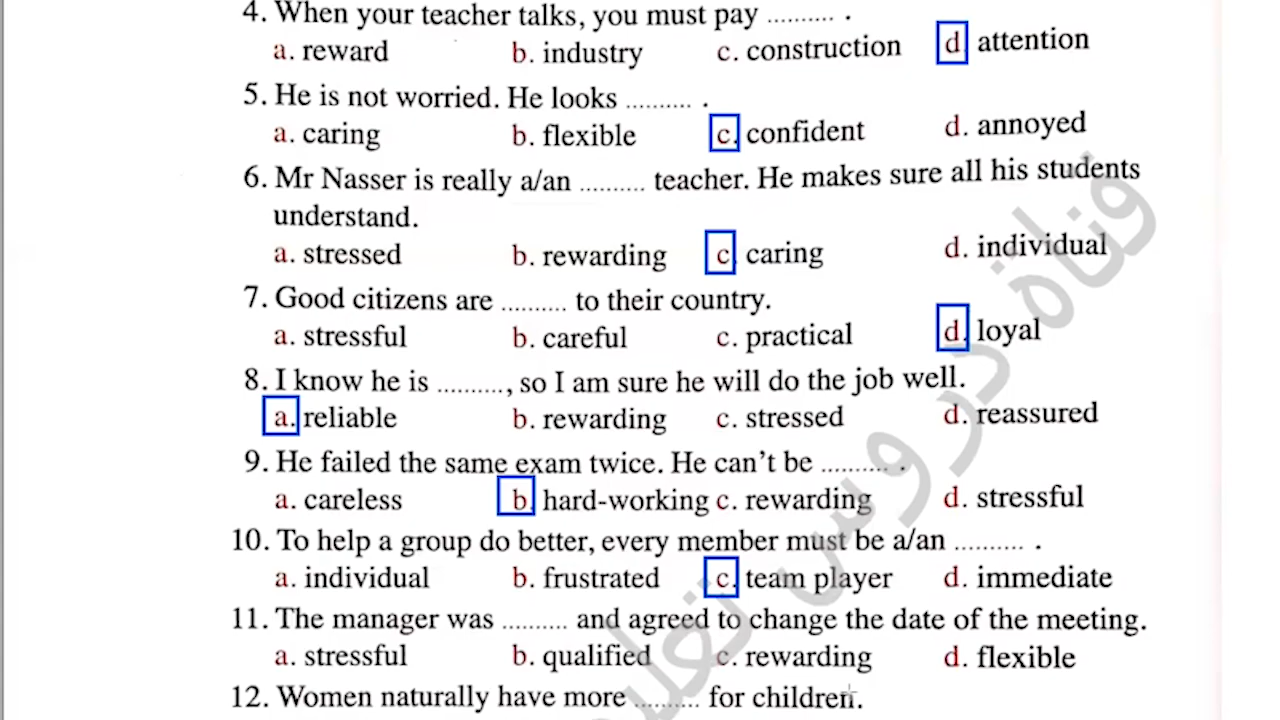 4. When your teacher talks, you must pay .......... .
a. reward b. industry c. construction d. attention
5. He is not worried. He looks .......... .
a. caring b. flexible c. confident d. annoyed
6. Mr Nasser is really a/an .......... teacher. He makes sure all his students
understand.
a. stressed b. rewarding c. caring d. individual
7. Good citizens are .......... to their country.
a. stressful b. careful c. practical d. loyal
8. I know he is .........., so I am sure he will do the job well.
a. reliable b. rewarding c. stressed d. reassured
9. He failed the same exam twice. He can’t be .......... .
a. careless b. hard-working c. rewarding d. stressful
10. To help a group do better, every member must be a/an .......... .
a. individual b. frustrated c. team player d. immediate
11. The manager was .......... and agreed to change the date of the meeting.
a. stressful b. qualified c. rewarding d. flexible
12. Women naturally have more .......... for children.
قناة دروس